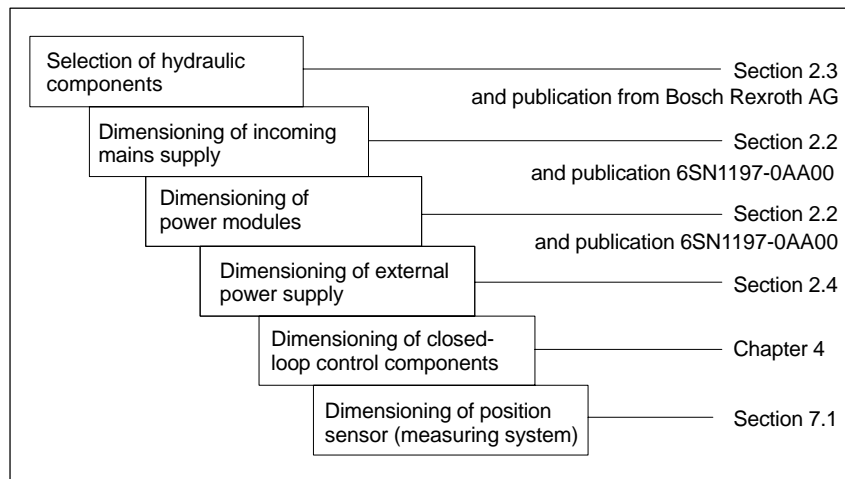 Selection of hydraulic
components
Section 2.3
and publication from Bosch Rexroth AG
Dimensioning of incoming
mains supply
Section 2.2
and publication 6SN1197-0AA00
Dimensioning of
power modules
Section 2.2
and publication 6SN1197-0AA00
Dimensioning of external
power supply
Section 2.4
Dimensioning of closed-
loop control components
Chapter 4
Dimensioning of position
sensor (measuring system)
Section 7.1